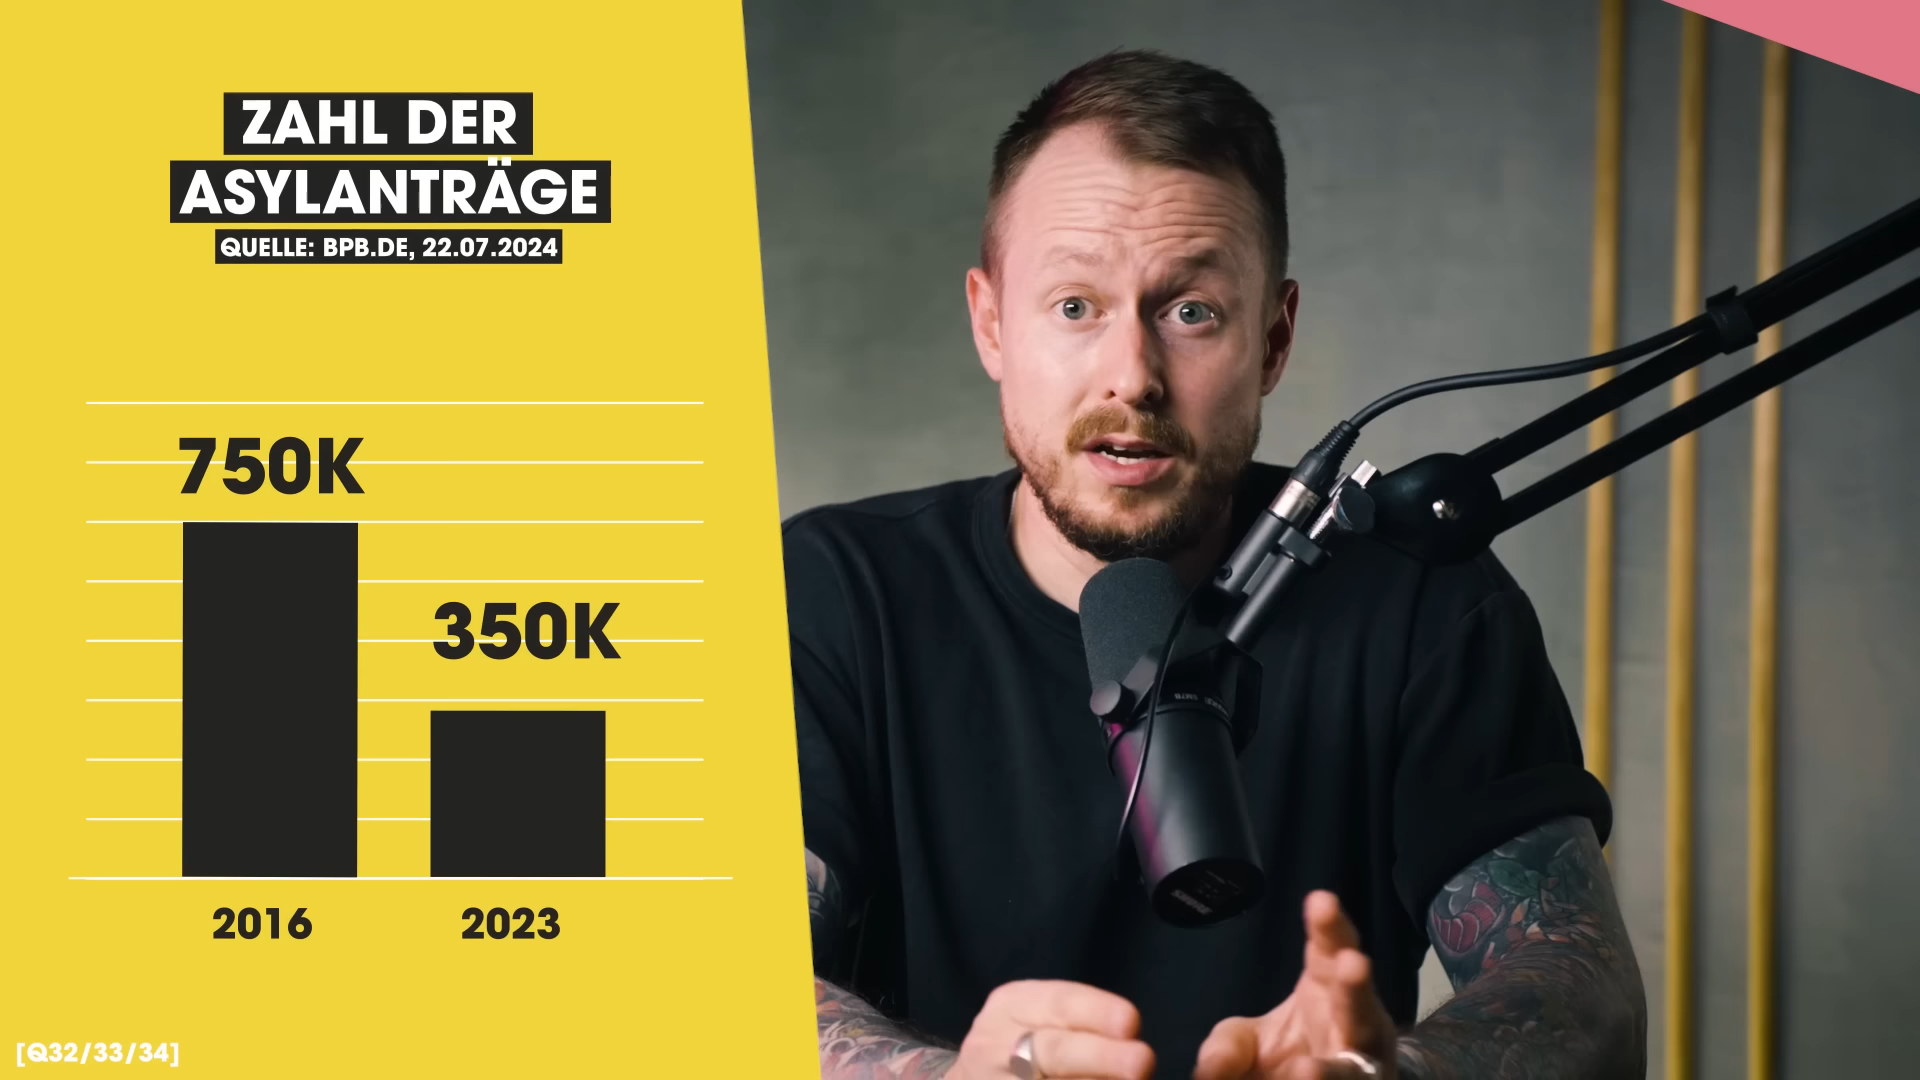 ZAHL DER
ASYLANTRÄGE
QUELLE: BPB.DE, 22.07.2024
750K
350K
2016
2023
[Q32/33/34]